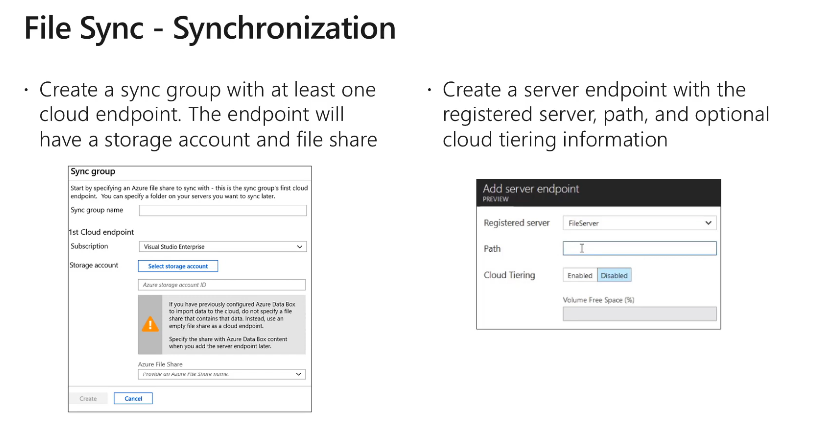 File Sync - Synchronization
• Create a sync group with at least one
cloud endpoint. The endpoint will
have a storage account and file share
Sync group
Start by specifying an Azure file share to sync with - this is the sync group's first cloud
endpoint. You can specify a folder on your servers you want to sync later.
Sync group name
1st Cloud endpoint
Subscription
Visual Studio Enterprise
Storage account
Select storage account
Azure storage account ID
If you have previously configured Azure Data Box
to import data to the cloud, do not specify a file
share that contains that data. Instead, use an
empty file share as a cloud endpoint.
Specify the share with Azure Data Box content
when you add the server endpoint later.
Azure File Share
Provide an Azure File Share name.
Create
Cancel
• Create a server endpoint with the
registered server, path, and optional
cloud tiering information
Add server endpoint
PREVIEW
Registered server
FileServer
Path
Cloud Tiering
Enabled
Disabled
Volume Free Space (%)